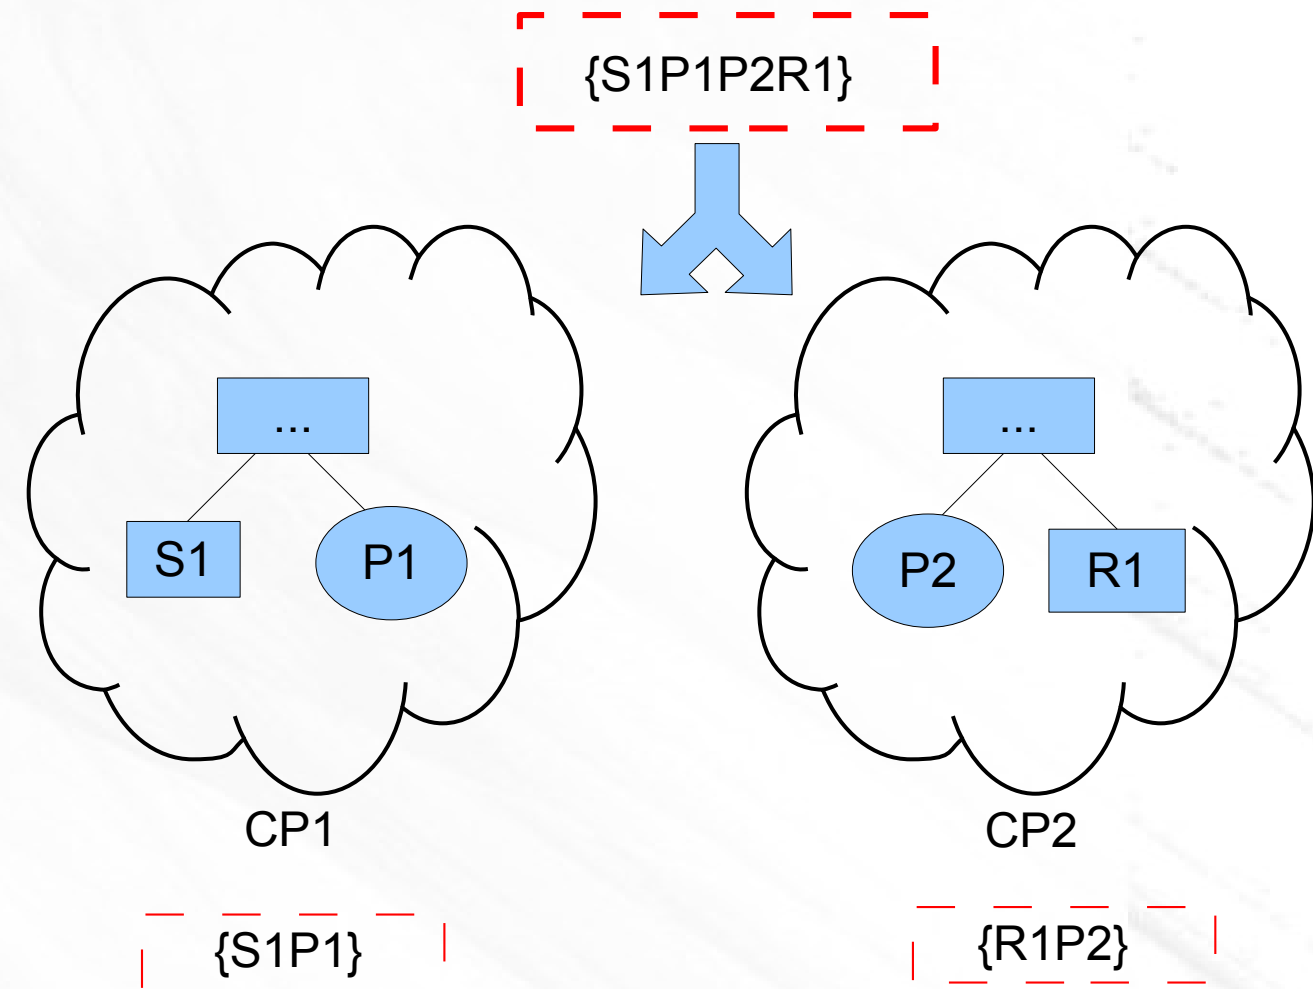 {S1P1P2R1}
...
...
S1
P1
P2
R1
CP1
CP2
{S1P1}
{R1P2}